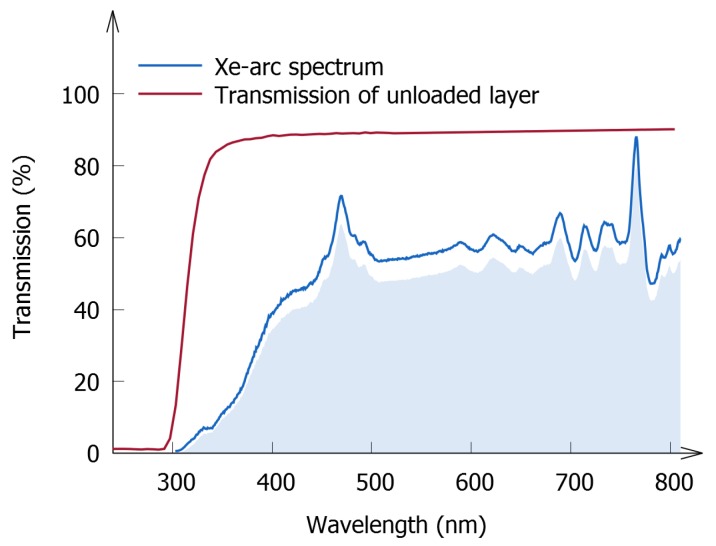 Xe-arc spectrum
Transmission of unloaded layer
100
80
60
40
20
0
Transmission (%)
300 400 500 600 700 800
Wavelength (nm)